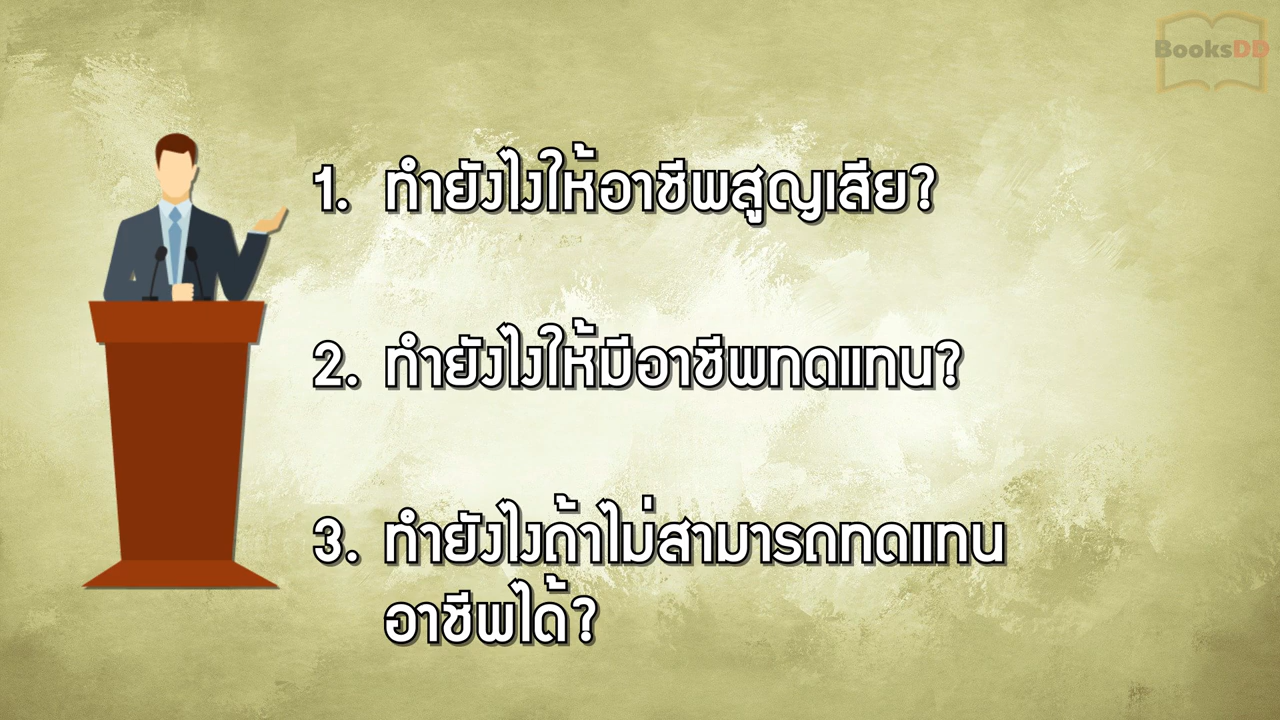 BooksDD
1. ทำยังไงให้อาชีพสูญเสีย?
2. ทำยังไงให้มีอาชีพทดแทน?
3. ทำยังไงถ้าไม่สามารถทดแทน
อาชีพได้?